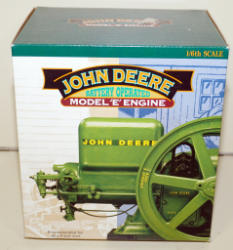 1/6th SCALE
JOHN DEERE
BATTERY OPERATED
MODEL 'E' ENGINE
JOHN DEERE